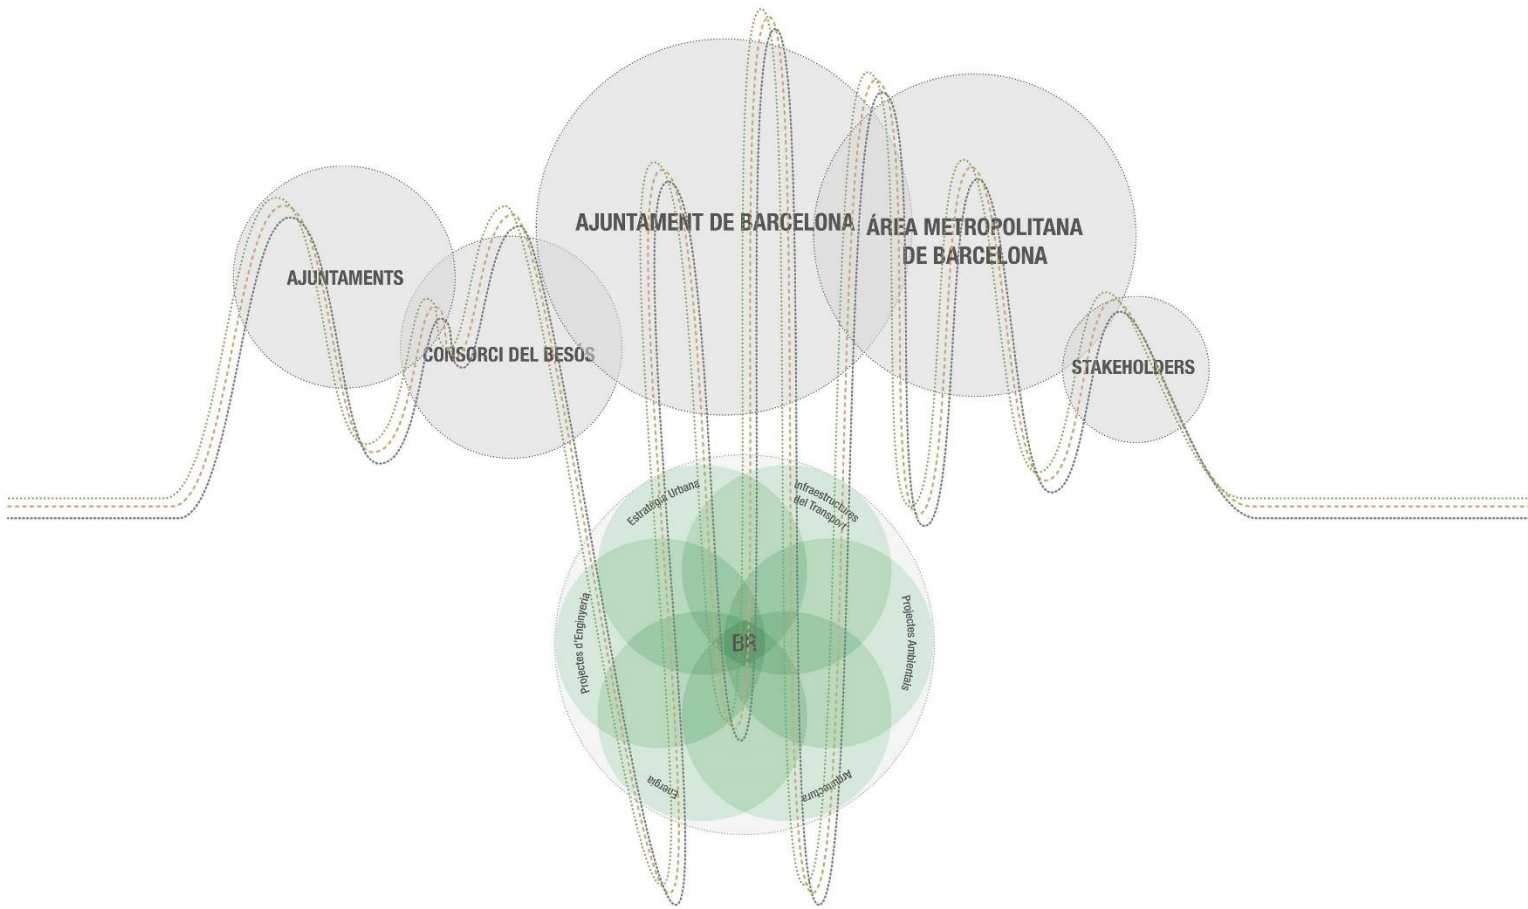 AJUNTAMENT DE BARCELONA
ÁREA METROPOLITANA
DE BARCELONA
AJUNTAMENTS
CONSORCI DEL BESÓS
STAKEHOLDERS
Estratègia Urbana
Infraestructures
del Transport
Projectes d'Enginyeria
BR
Projectes Ambientals
Energia
Arquitectura